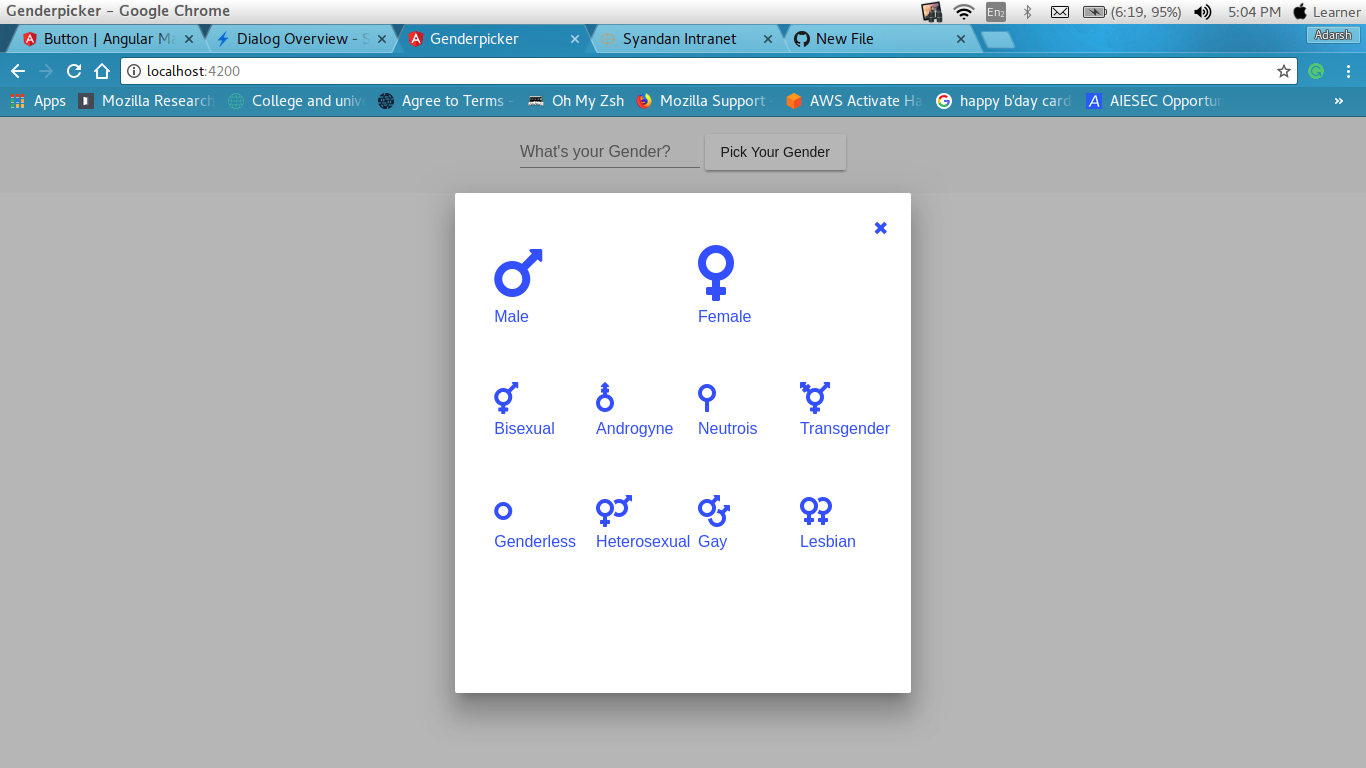 Genderpicker - Google Chrome
En2
(6:19, 95%)
5:04 PM
Learner
Button | Angular Ma
Dialog Overview - S
Genderpicker
Syandan Intranet
New File
Adarsh
localhost:4200
Apps
Mozilla Research
College and univ
Agree to Terms -
Oh My Zsh
Mozilla Support -
AWS Activate Ha
happy b'day card
AIESEC Opportun
»
What's your Gender?
Pick Your Gender
Male
Female
Bisexual
Androgyne
Neutrois
Transgender
Genderless
Heterosexual
Gay
Lesbian